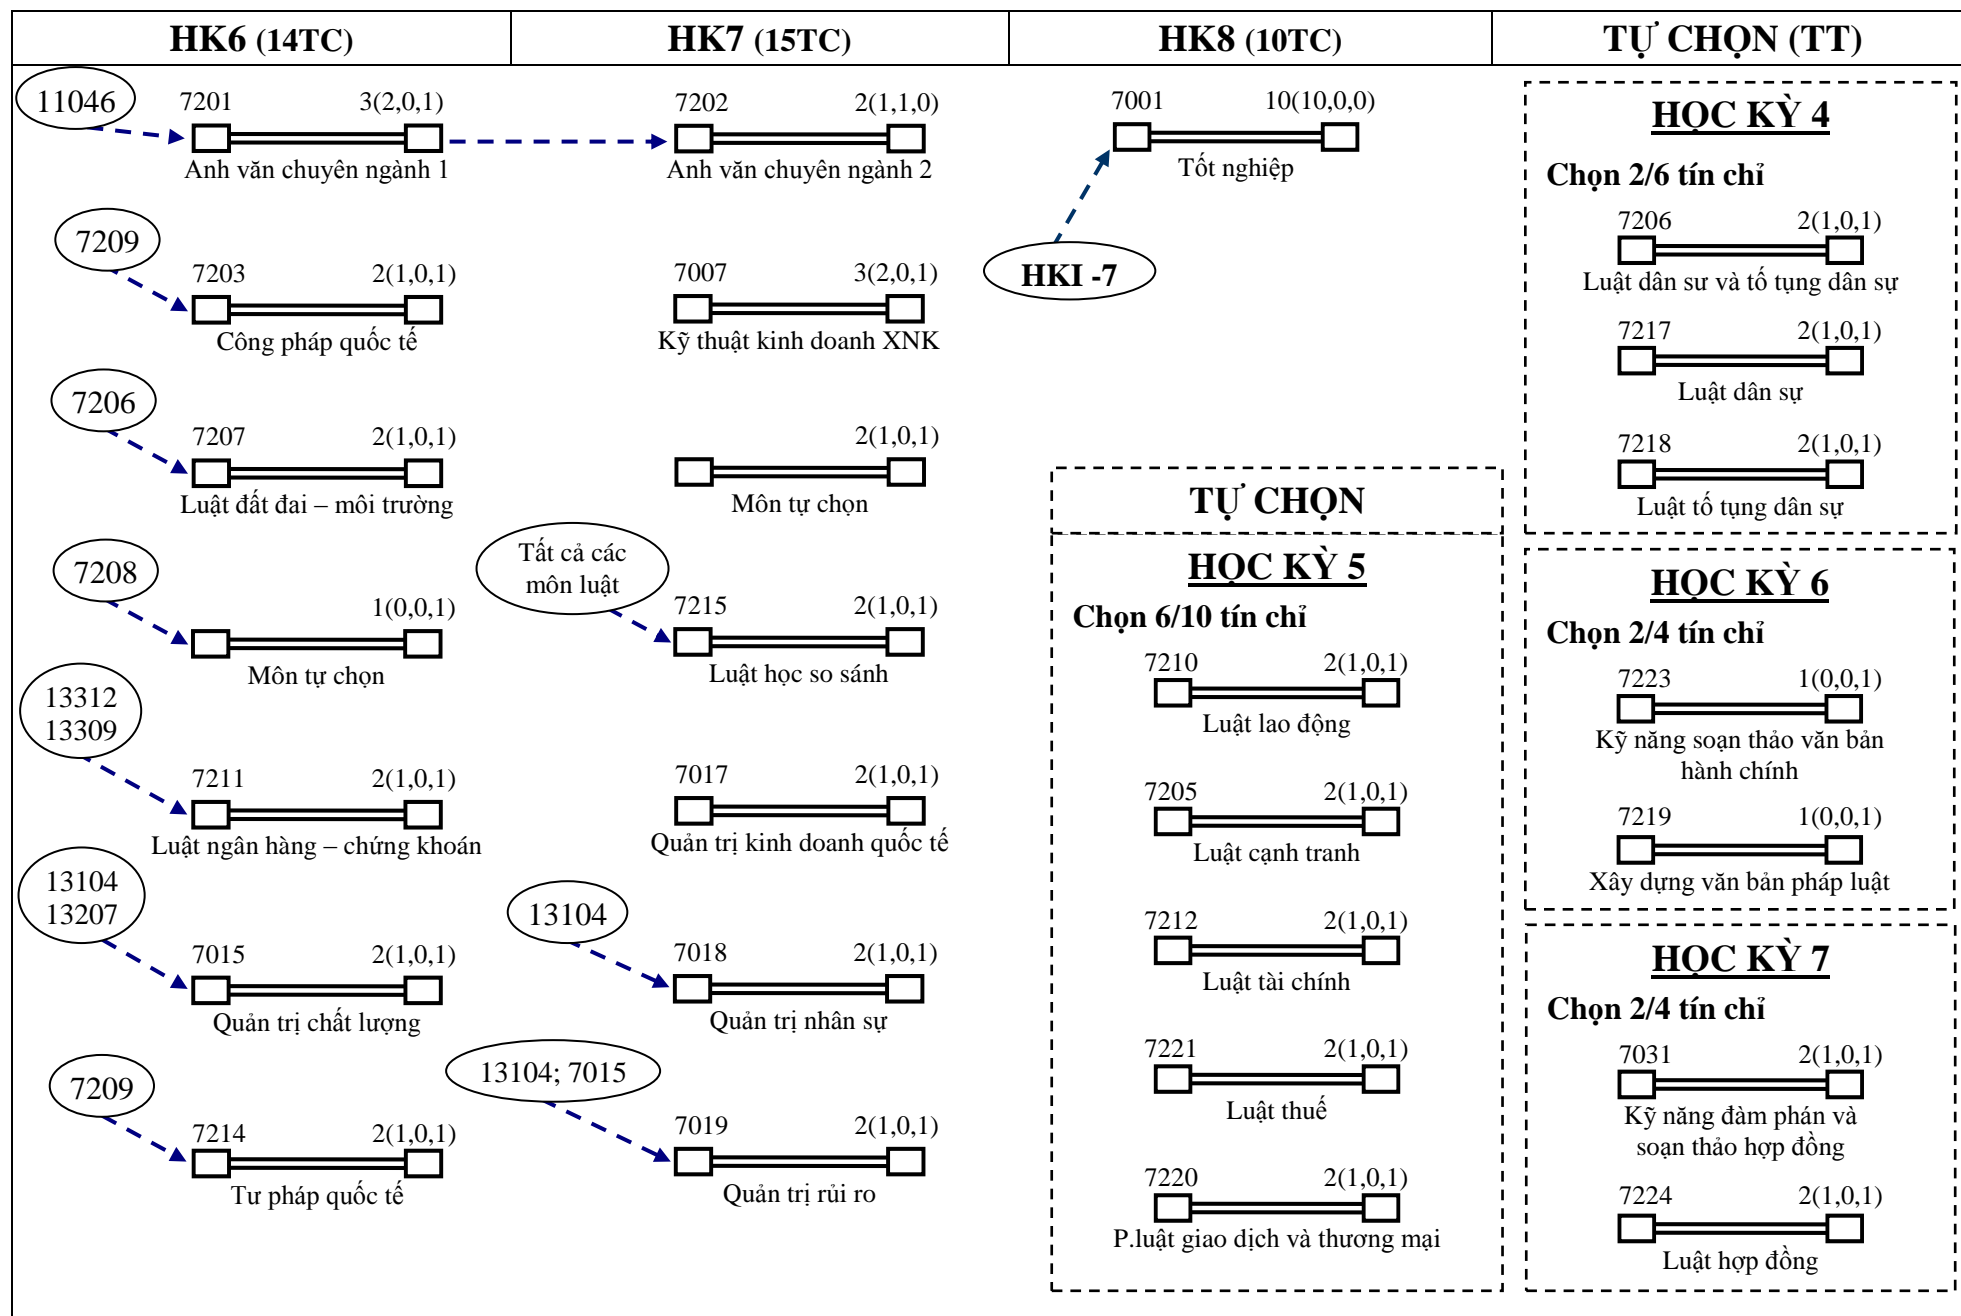 HK6 (14TC)
HK7 (15TC)
HK8 (10TC)
TỰ CHỌN (TT)
11046
7201 3(2,0,1)
Anh văn chuyên ngành 1
7209
7203 2(1,0,1)
Công pháp quốc tế
7206
7207 2(1,0,1)
Luật đất đai – môi trường
7208
1(0,0,1)
Môn tự chọn
13312
13309
7211 2(1,0,1)
Luật ngân hàng – chứng khoán
13104
13207
7015 2(1,0,1)
Quản trị chất lượng
7209
7214 2(1,0,1)
Tư pháp quốc tế
7202 2(1,1,0)
Anh văn chuyên ngành 2
7007 3(2,0,1)
Kỹ thuật kinh doanh XNK
2(1,0,1)
Môn tự chọn
Tất cả các
môn luật
7215 2(1,0,1)
Luật học so sánh
7017 2(1,0,1)
Quản trị kinh doanh quốc tế
13104
7018 2(1,0,1)
Quản trị nhân sự
13104; 7015
7019 2(1,0,1)
Quản trị rủi ro
7001 10(10,0,0)
Tốt nghiệp
HKI -7
TỰ CHỌN
HỌC KỲ 5
Chọn 6/10 tín chỉ
7210 2(1,0,1)
Luật lao động
7205 2(1,0,1)
Luật cạnh tranh
7212 2(1,0,1)
Luật tài chính
7221 2(1,0,1)
Luật thuế
7220 2(1,0,1)
P.luật giao dịch và thương mại
HỌC KỲ 4
Chọn 2/6 tín chỉ
7206 2(1,0,1)
Luật dân sư và tố tụng dân sự
7217 2(1,0,1)
Luật dân sự
7218 2(1,0,1)
Luật tố tụng dân sự
HỌC KỲ 6
Chọn 2/4 tín chỉ
7223 1(0,0,1)
Kỹ năng soạn thảo văn bản
hành chính
7219 1(0,0,1)
Xây dựng văn bản pháp luật
HỌC KỲ 7
Chọn 2/4 tín chỉ
7031 2(1,0,1)
Kỹ năng đàm phán và
soạn thảo hợp đồng
7224 2(1,0,1)
Luật hợp đồng